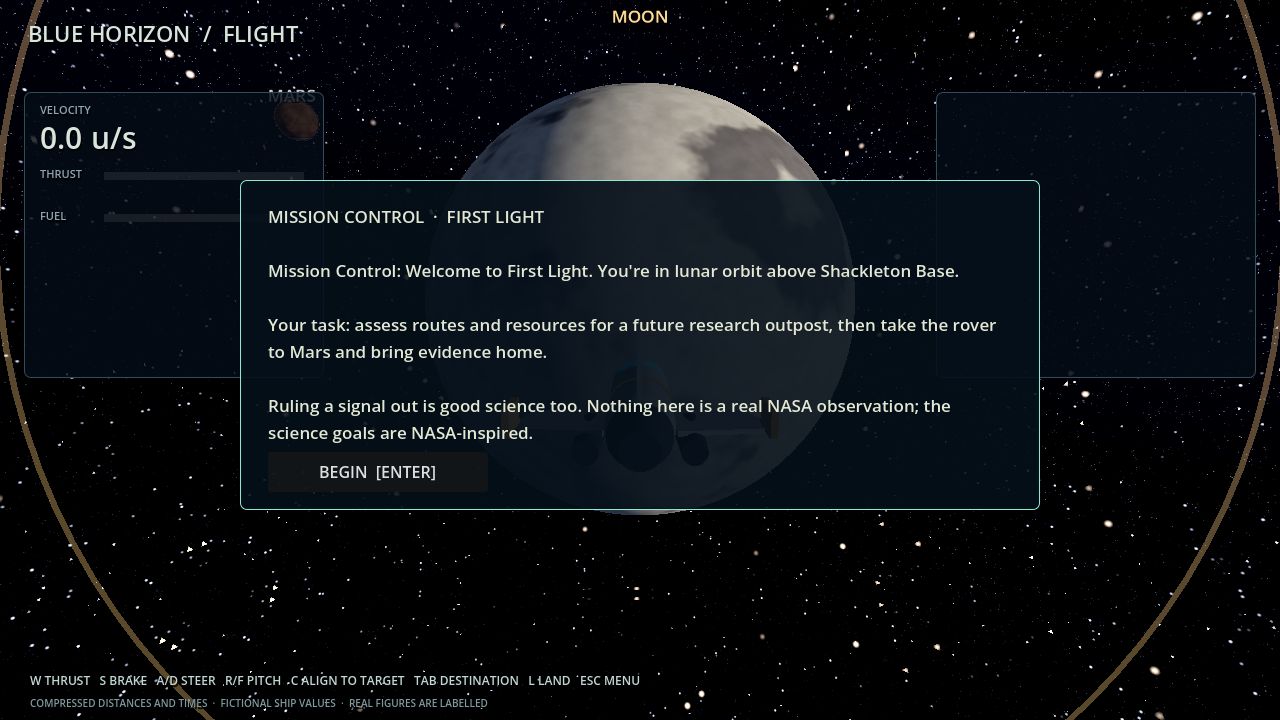 MOON
BLUE HORIZON / FLIGHT
MARS
VELOCITY
0.0 u/s
THRUST
FUEL
MISSION CONTROL · FIRST LIGHT
Mission Control: Welcome to First Light. You're in lunar orbit above Shackleton Base.
Your task: assess routes and resources for a future research outpost, then take the rover
to Mars and bring evidence home.
Ruling a signal out is good science too. Nothing here is a real NASA observation; the
science goals are NASA-inspired.
BEGIN [ENTER]
W THRUST S BRAKE A/D STEER R/F PITCH C ALIGN TO TARGET TAB DESTINATION L LAND ESC MENU
COMPRESSED DISTANCES AND TIMES · FICTIONAL SHIP VALUES · REAL FIGURES ARE LABELLED